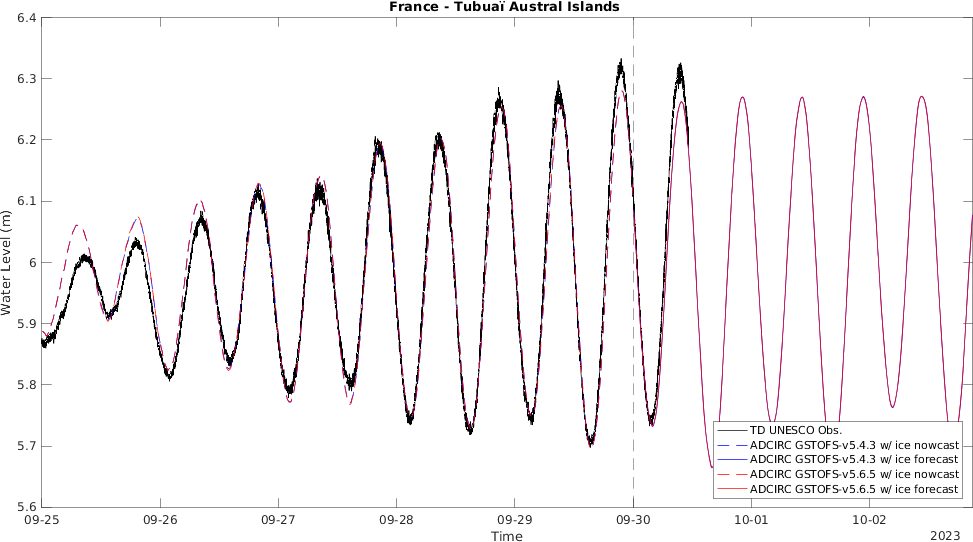 France - Tubuaï Austral Islands
6.4
6.3
6.2
6.1
6
5.9
5.8
5.7
5.6
Water Level (m)
09-25
09-26
09-27
09-28
09-29
09-30
10-01
10-02
Time
2023
TD UNESCO Obs.
ADCIRC GSTOFS-v5.4.3 w/ ice nowcast
ADCIRC GSTOFS-v5.4.3 w/ ice forecast
ADCIRC GSTOFS-v5.6.5 w/ ice nowcast
ADCIRC GSTOFS-v5.6.5 w/ ice forecast